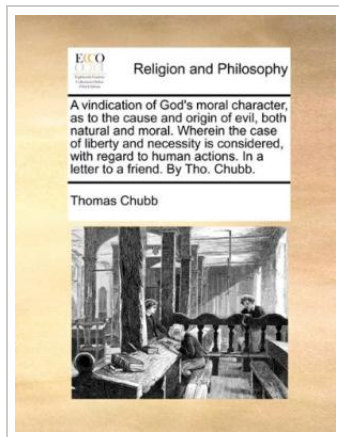 ECCO
Religion and Philosophy
A vindication of God's moral character,
as to the cause and origin of evil, both
natural and moral. Wherein the case
of liberty and necessity is considered,
with regard to human actions. In a
letter to a friend. By Tho. Chubb.
Thomas Chubb